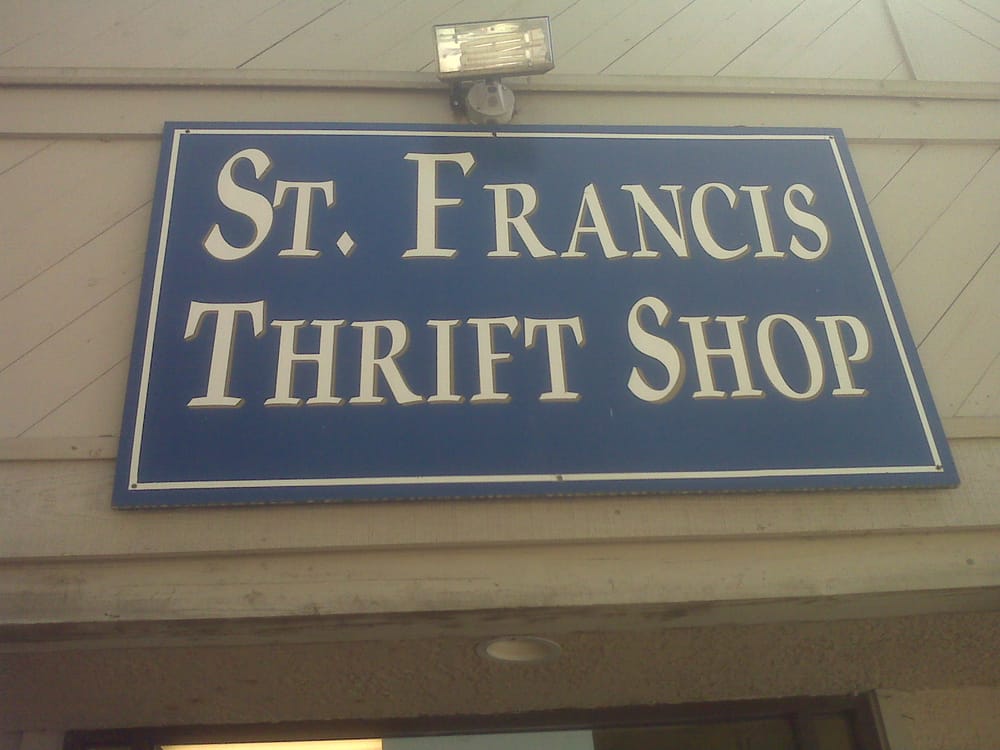 St. Francis
Thrift Shop